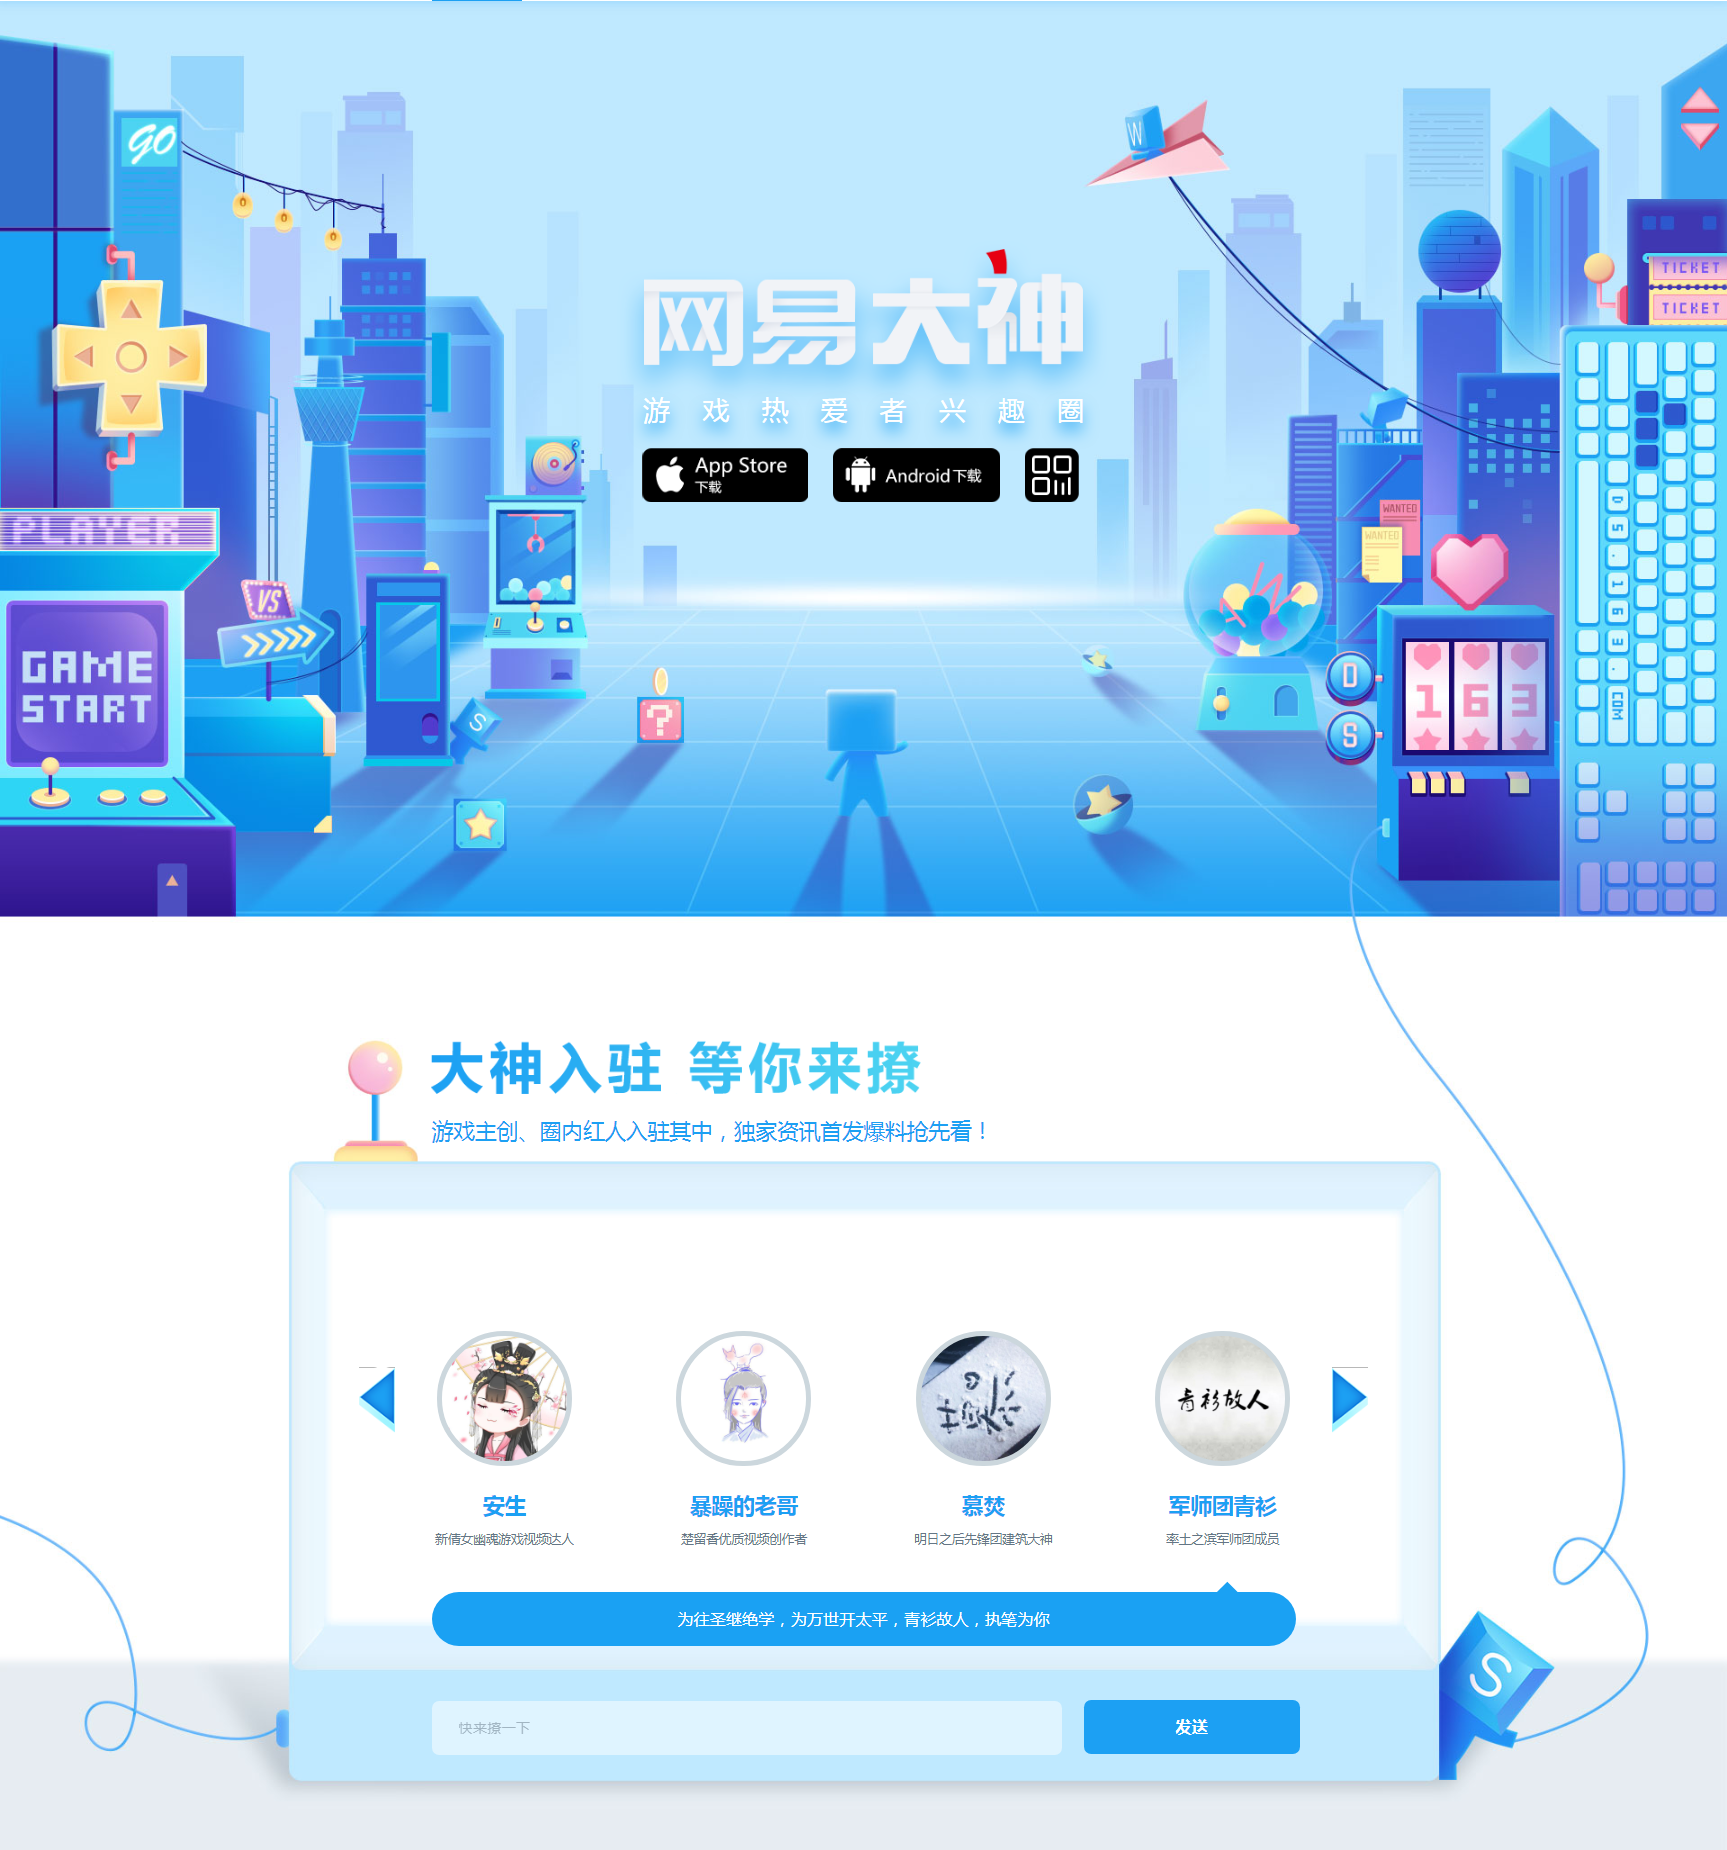 GO
W
TICKET
TICKET
网易大神
游戏热爱者兴趣圈
App Store
下载
Android下载
WANTED
WANTED
PLAYER
VS
GAME
START
S
?
DS.163.COM
D
S
163
大神入驻 等你来撩
游戏主创、圈内红人入驻其中，独家资讯首发爆料抢先看！
青衫故人
安生
暴躁的老哥
慕焚
军师团青衫
新倩女幽魂游戏视频达人
楚留香优质视频创作者
明日之后先锋团建筑大神
率土之滨军师团成员
为往圣继绝学，为万世开太平，青衫故人，执笔为你
快来撩一下
发送
S